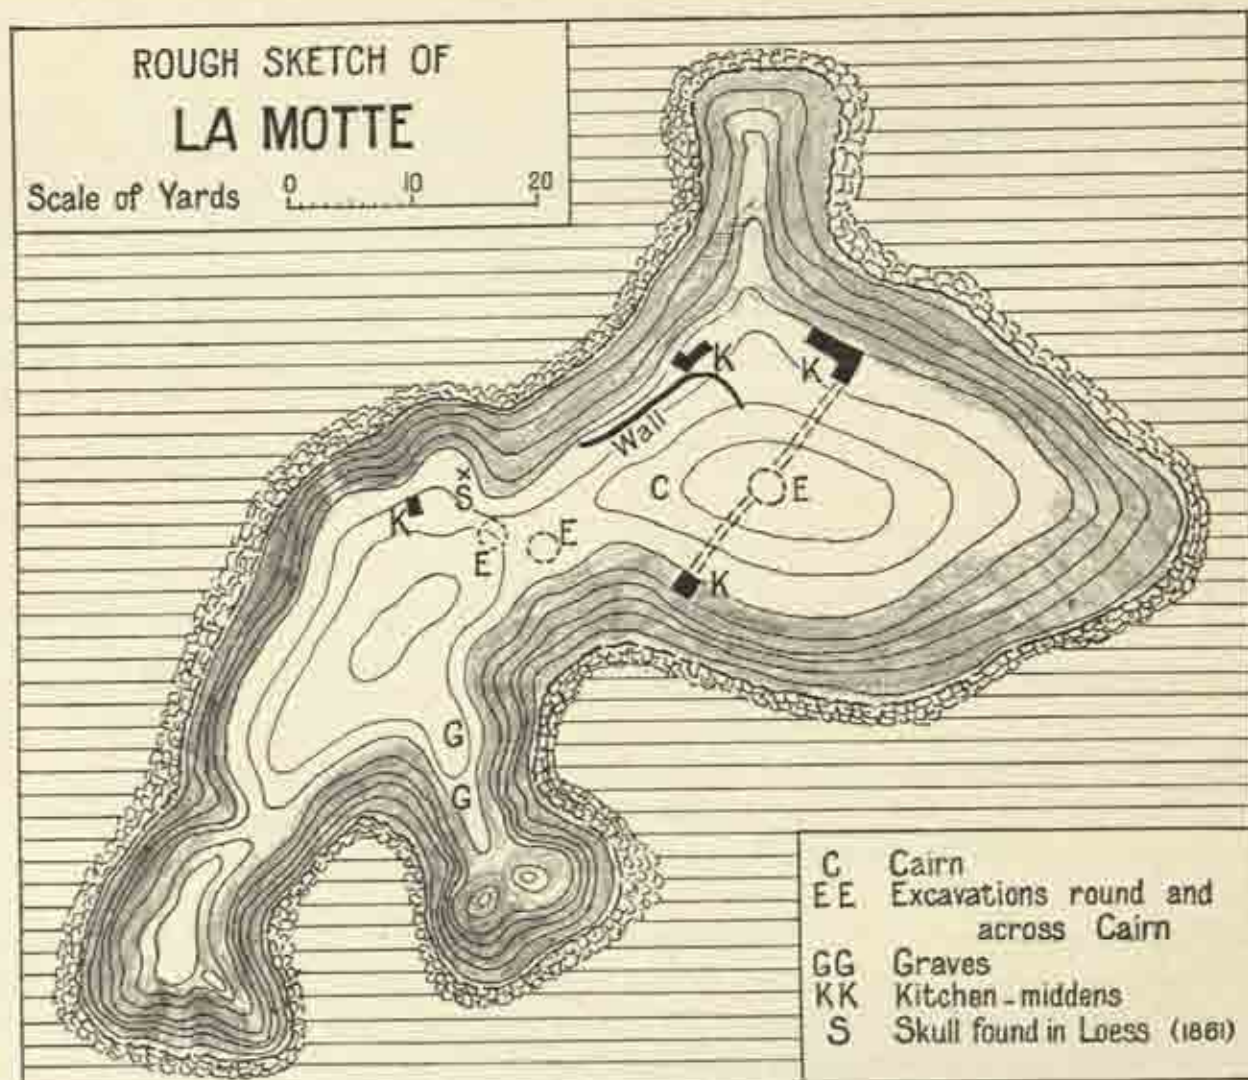 ROUGH SKETCH OF
LA MOTTE
Scale of Yards 0 10 20
K
K
Wall
S
C
E
K
E
E
K
G
G
C Cairn
EE Excavations round and
across Cairn
GG Graves
KK Kitchen-middens
S Skull found in Loess (1861)